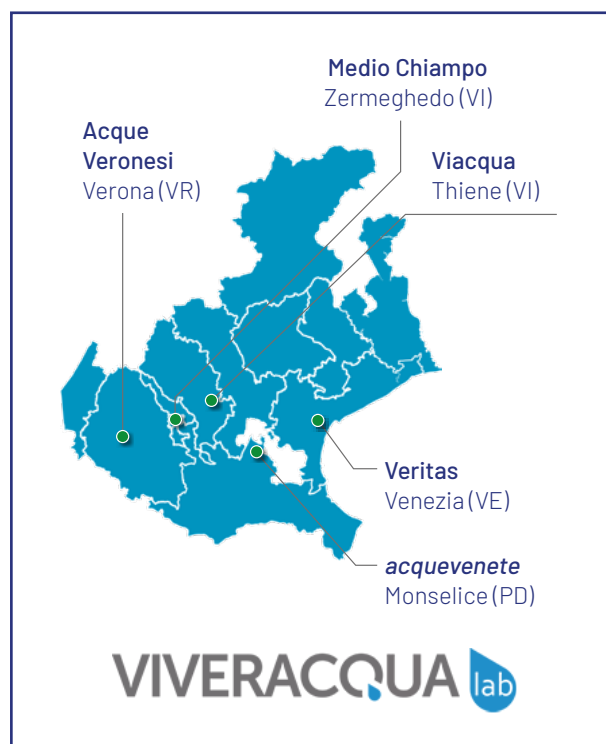 Medio Chiampo
Zermeghedo (VI)
Acque
Veronesi
Verona (VR)
Viacqua
Thiene (VI)
Veritas
Venezia (VE)
acquevenete
Monselice (PD)
VIVERACQUA lab